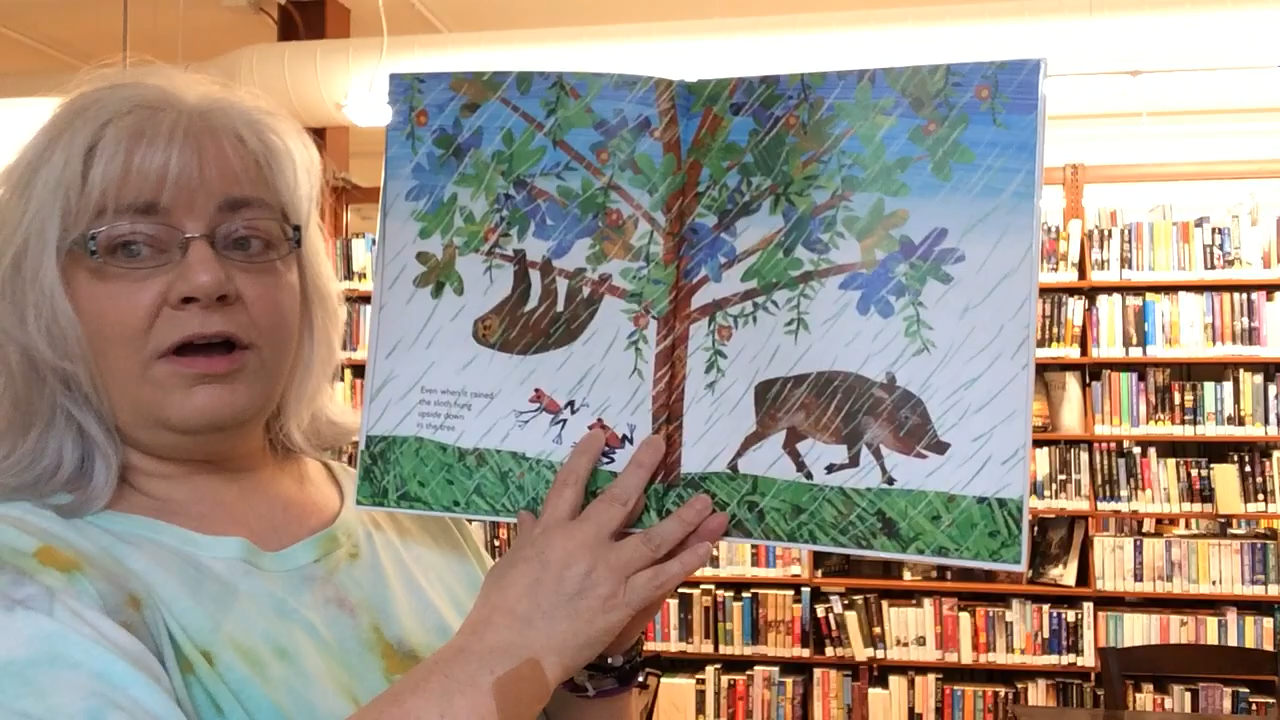 Even when it rained
the sloth hung
upside down
in the tree.